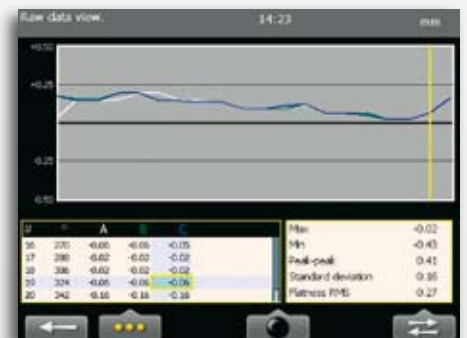 Raw data view. 14:23 mm
+0.50
+0.25
-0.25
-0.50
# ° A B C
16 270 -0.05 -0.05 -0.05
17 288 -0.02 -0.02 -0.02
18 306 -0.02 -0.02 -0.02
19 324 -0.06 -0.06 -0.06
20 342 -0.16 -0.16 -0.16
Max -0.02
Min -0.43
Peak-peak 0.41
Standard deviation 0.16
Flatness RMS 0.27